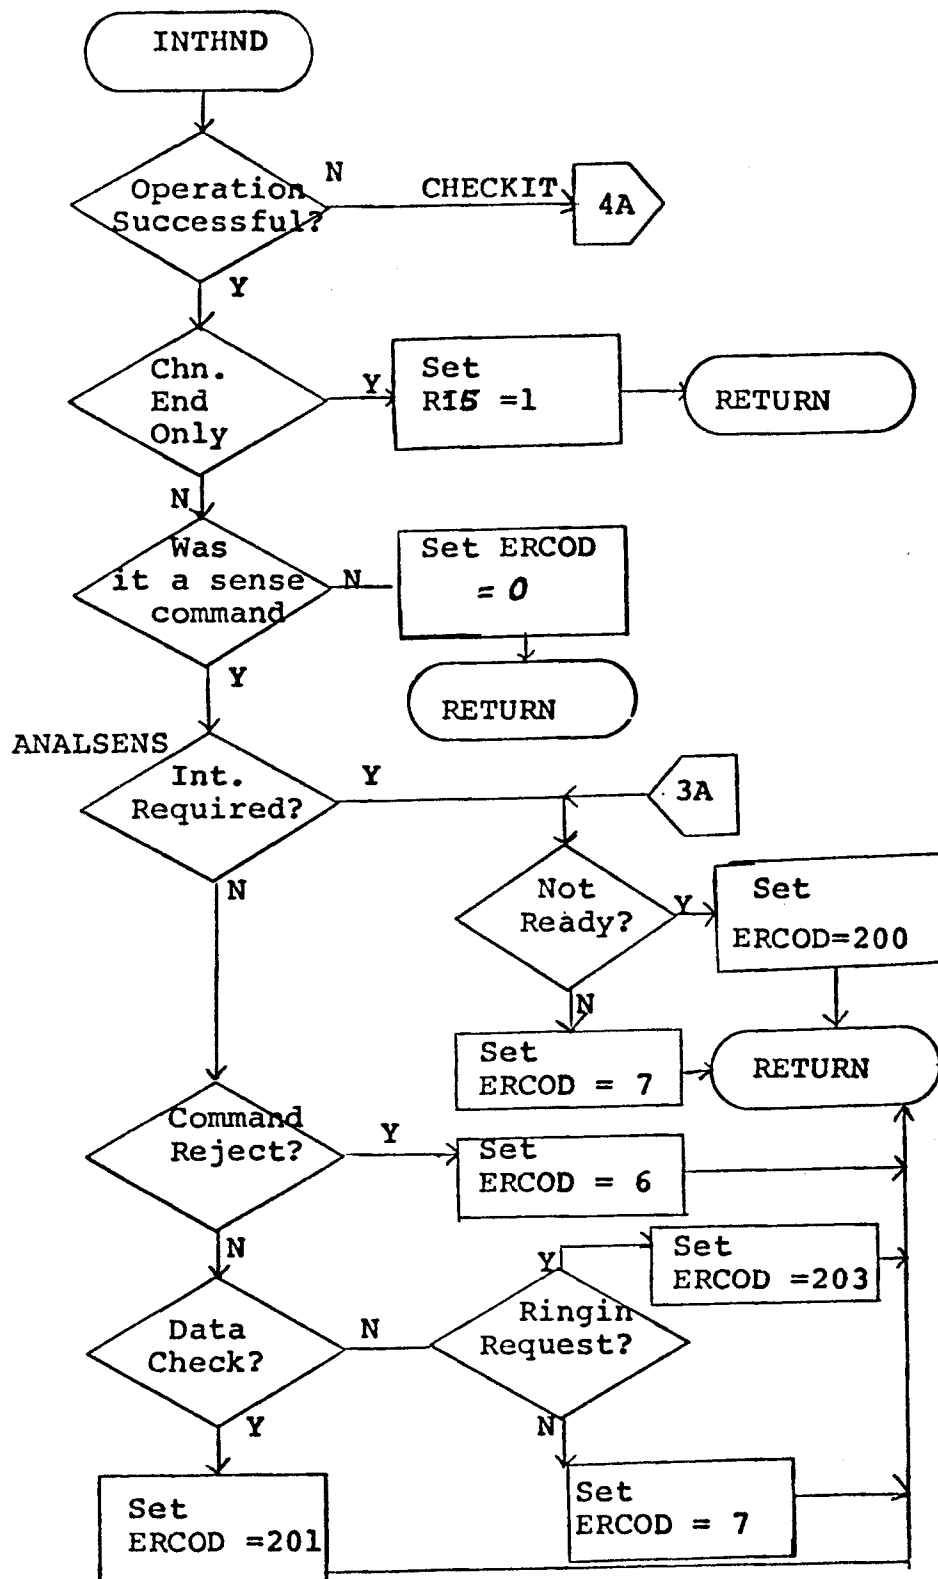 INTHND
Operation
Successful?
N
CHECKIT
4A
Y
Chn.
End
Only
Y
Set
R15 =1
RETURN
N
Was
it a sense
command
N
Set ERCOD
= 0
RETURN
Y
ANALSENS
Int.
Required?
Y
3A
N
Not
Ready?
Y
Set
ERCOD=200
N
Set
ERCOD = 7
RETURN
Command
Reject?
Y
Set
ERCOD = 6
N
Data
Check?
N
Ringin
Request?
Y
Set
ERCOD =203
Y
N
Set
ERCOD =201
Set
ERCOD = 7